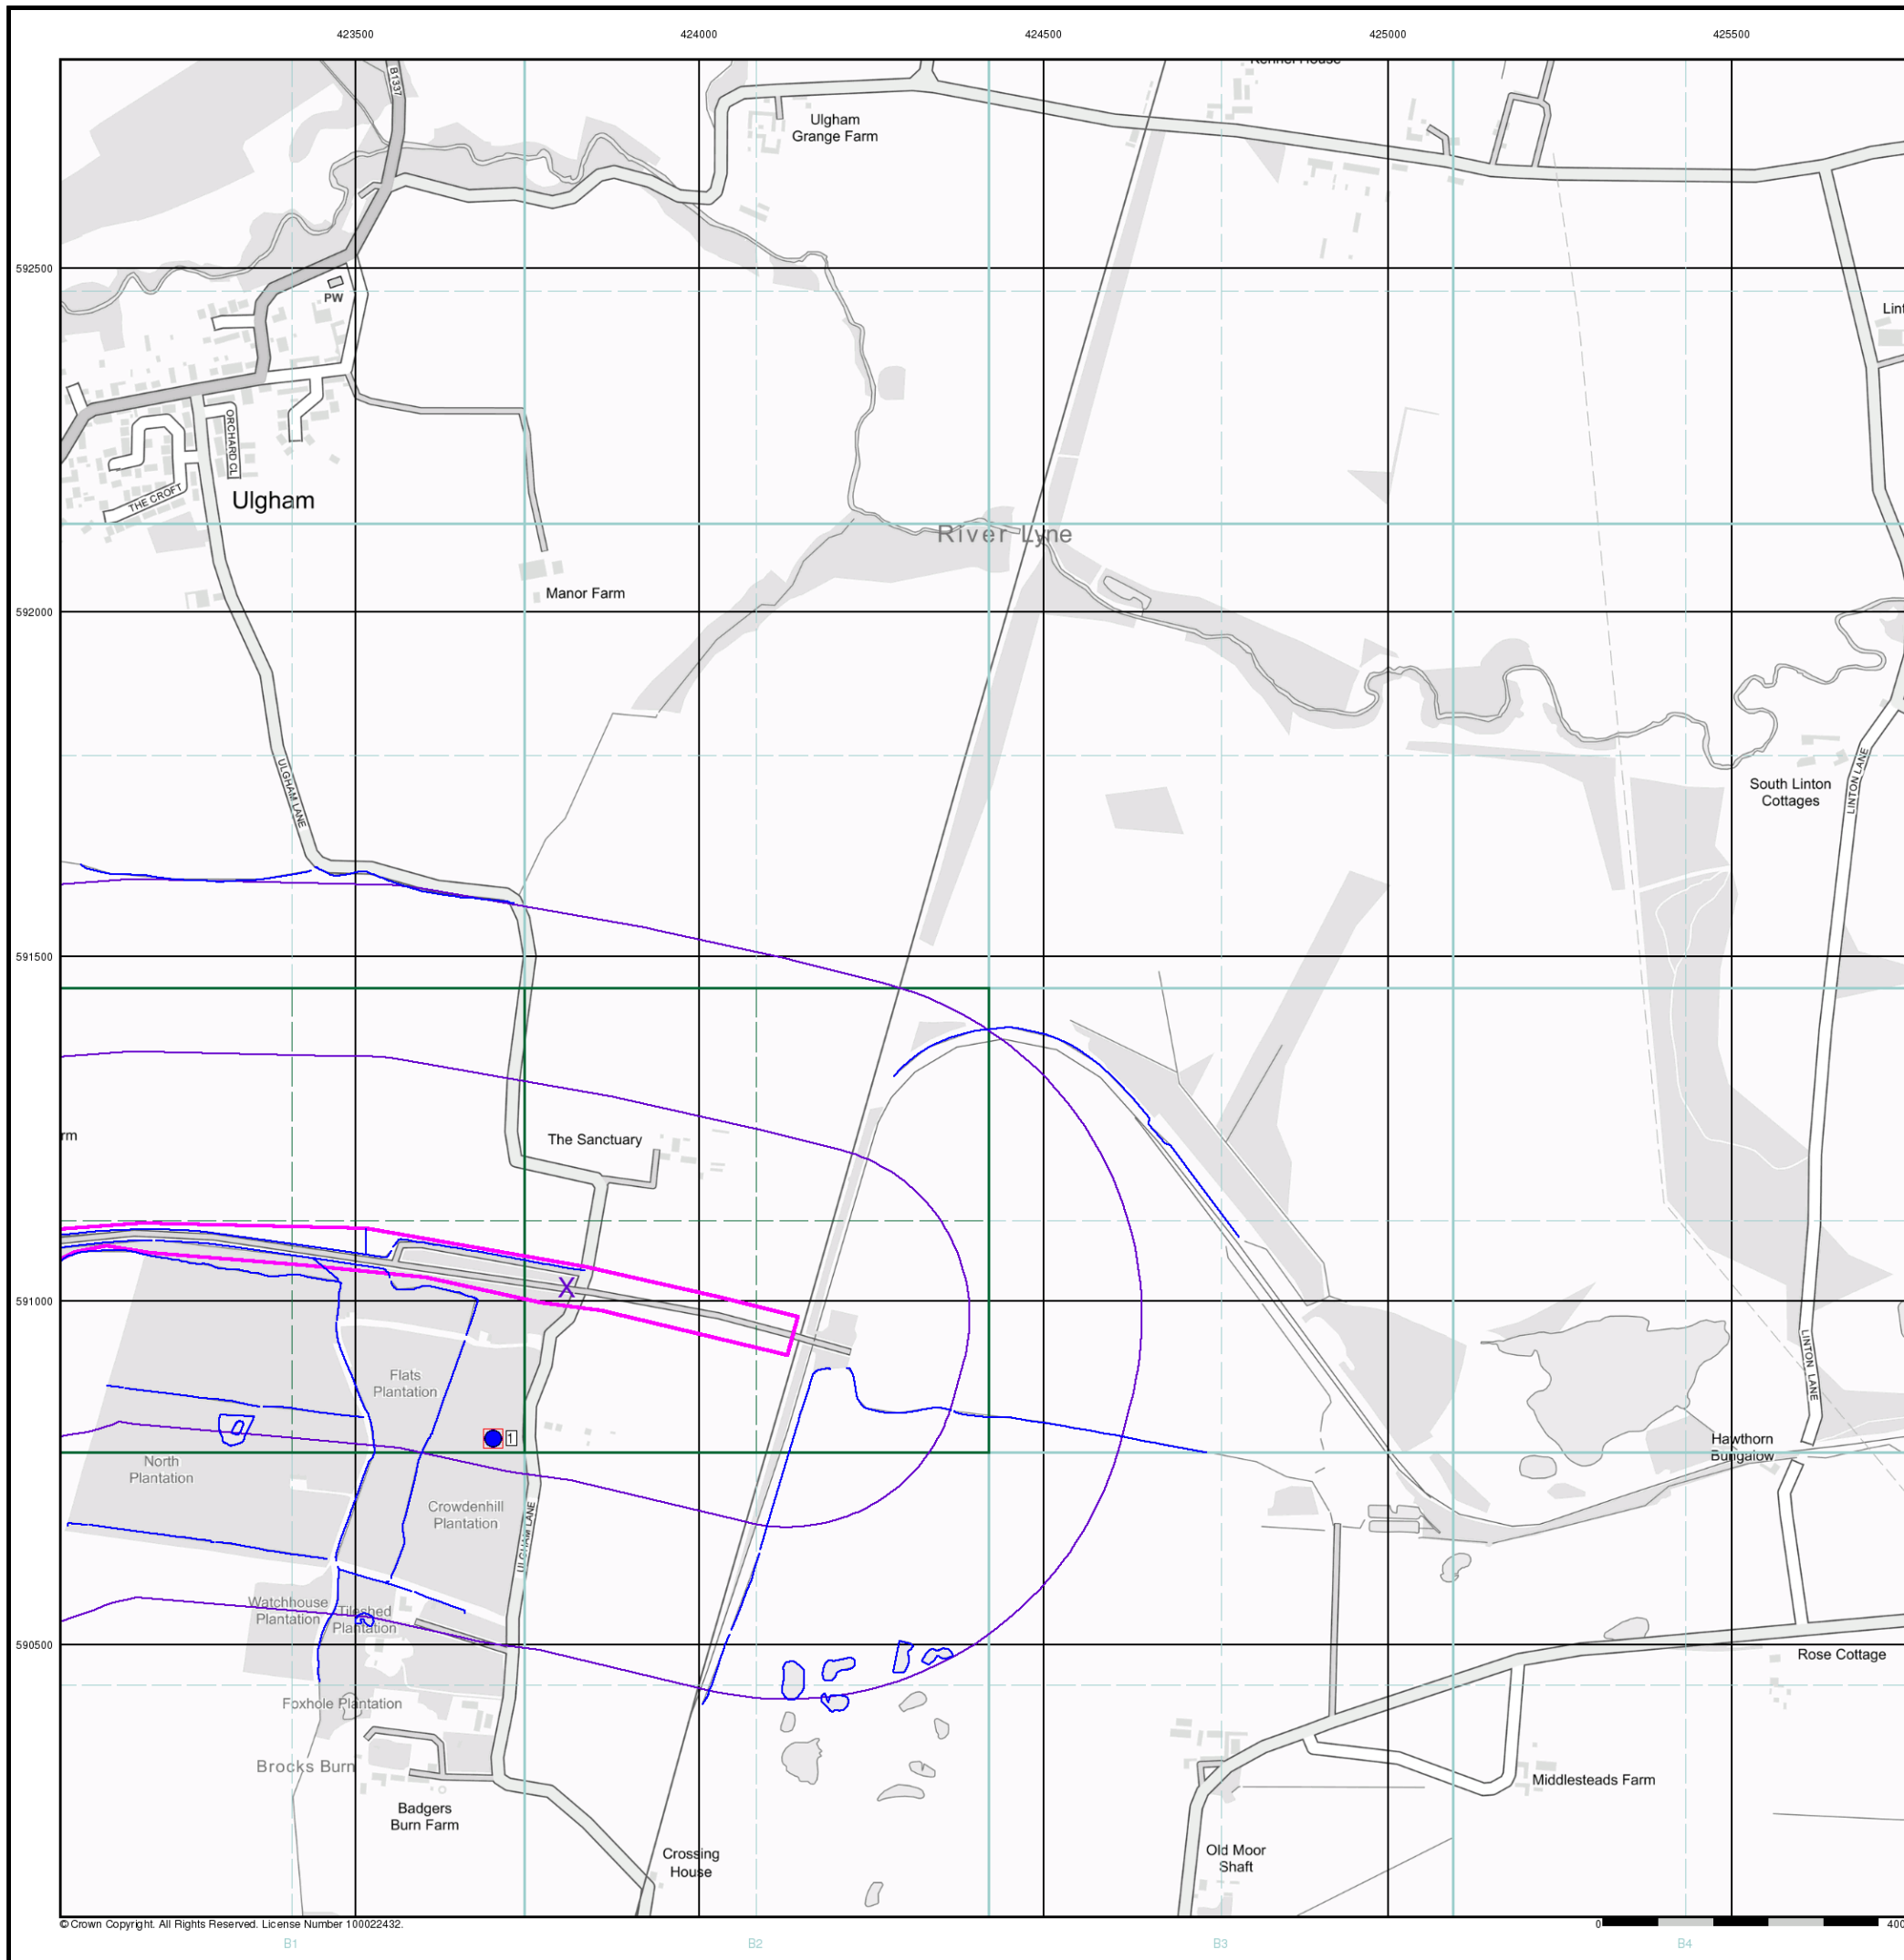 423500 424000 424500 425000 425500
B1337
Ulgham
Grange Farm
592500
PW
ORCHARD CL
THE CROFT
Ulgham
River Lyne
Manor Farm
592000
ULGHAM LANE
LINTON LANE
South Linton
Cottages
591500
rm
The Sanctuary
X
591000
Flats
Plantation
LINTON LANE
1
North
Plantation
Hawthorn
Bungalow
Crowdenhill
Plantation
ULGHAM LANE
Watchhouse
Plantation
Tileshed
Plantation
590500
Rose Cottage
Foxhole Plantation
Brocks Burn
Middlesteads Farm
Badgers
Burn Farm
Crossing
House
Old Moor
Shaft
© Crown Copyright. All Rights Reserved. License Number 100022432.
0 400
B1 B2 B3 B4